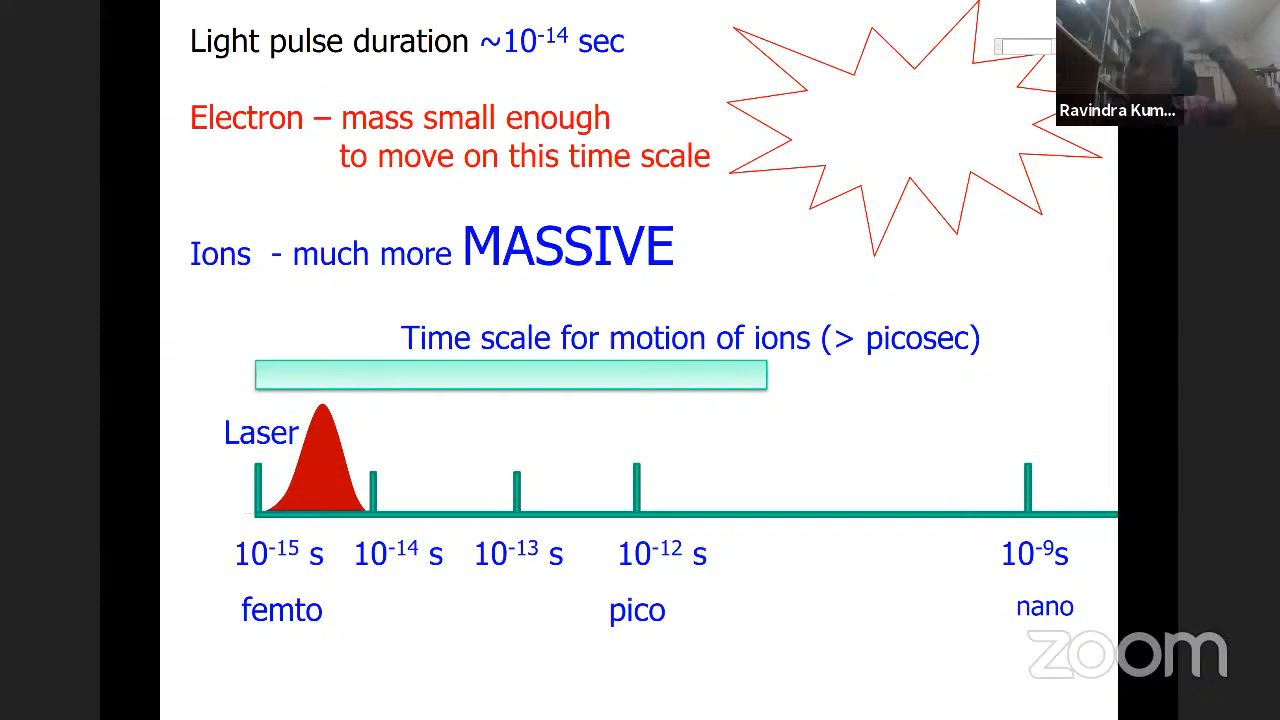 Light pulse duration ~10⁻¹⁴ sec
Electron – mass small enough
to move on this time scale
Ravindra Kum...
Ions - much more MASSIVE
Time scale for motion of ions (> picosec)
Laser
10⁻¹⁵ s 10⁻¹⁴ s 10⁻¹³ s 10⁻¹² s 10⁻⁹s
femto pico nano
zoom